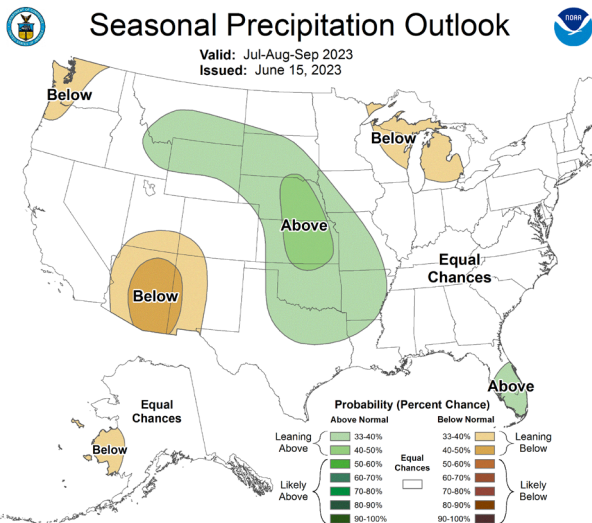 Seasonal Precipitation Outlook
NOAA
Valid: Jul-Aug-Sep 2023
Issued: June 15, 2023
Below
Below
Above
Below
Equal
Chances
Above
Equal
Chances
Below
Probability (Percent Chance)
Above Normal
Below Normal
Leaning
Above
33-40%
40-50%
Likely
Above
50-60%
60-70%
70-80%
80-90%
90-100%
Equal
Chances
33-40%
40-50%
Leaning
Below
50-60%
60-70%
70-80%
80-90%
90-100%
Likely
Below